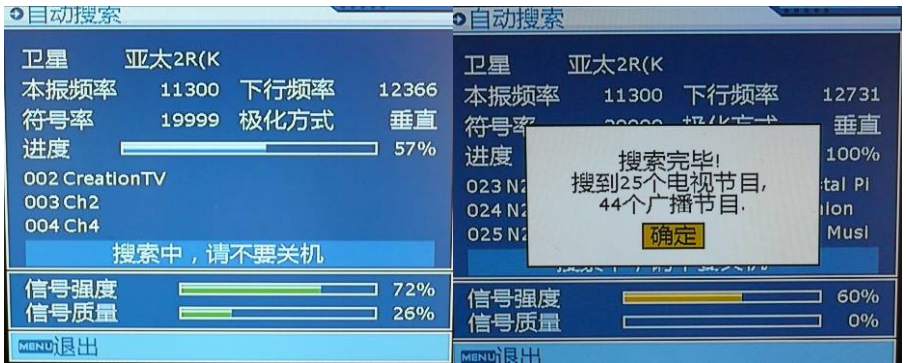 自动搜索
卫星 亚太2R(K
本振频率 11300 下行频率 12366
符号率 19999 极化方式 垂直
进度 57%
002 CreationTV
003 Ch2
004 Ch4
搜索中，请不要关机
信号强度 72%
信号质量 26%
MENU退出
自动搜索
卫星 亚太2R(K
本振频率 11300 下行频率 12731
符号率 垂直
进度 100%
搜索完毕!
搜到25个电视节目,
44个广播节目.
确定
023 N2 stal Pl
024 N2 ion
025 N2 Musi
信号强度 60%
信号质量 0%
MENU退出